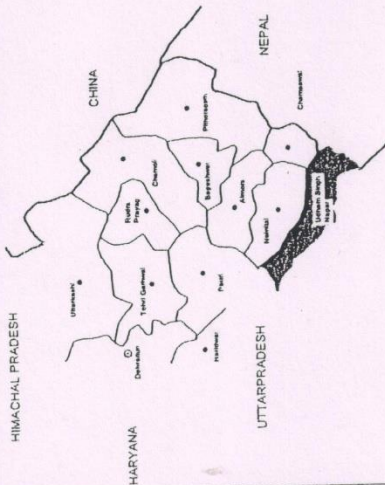 HIMACHAL PRADESH
CHINA
Uttarkashi
Chamoli
Rudra
Prayag
Tehri Garhwal
Dehradun
HARYANA
Pithoragarh
Bageshwar
NEPAL
Pauri
Haridwar
Almora
Champawat
Nainital
UTTARPRADESH
Udham Singh
Nagar